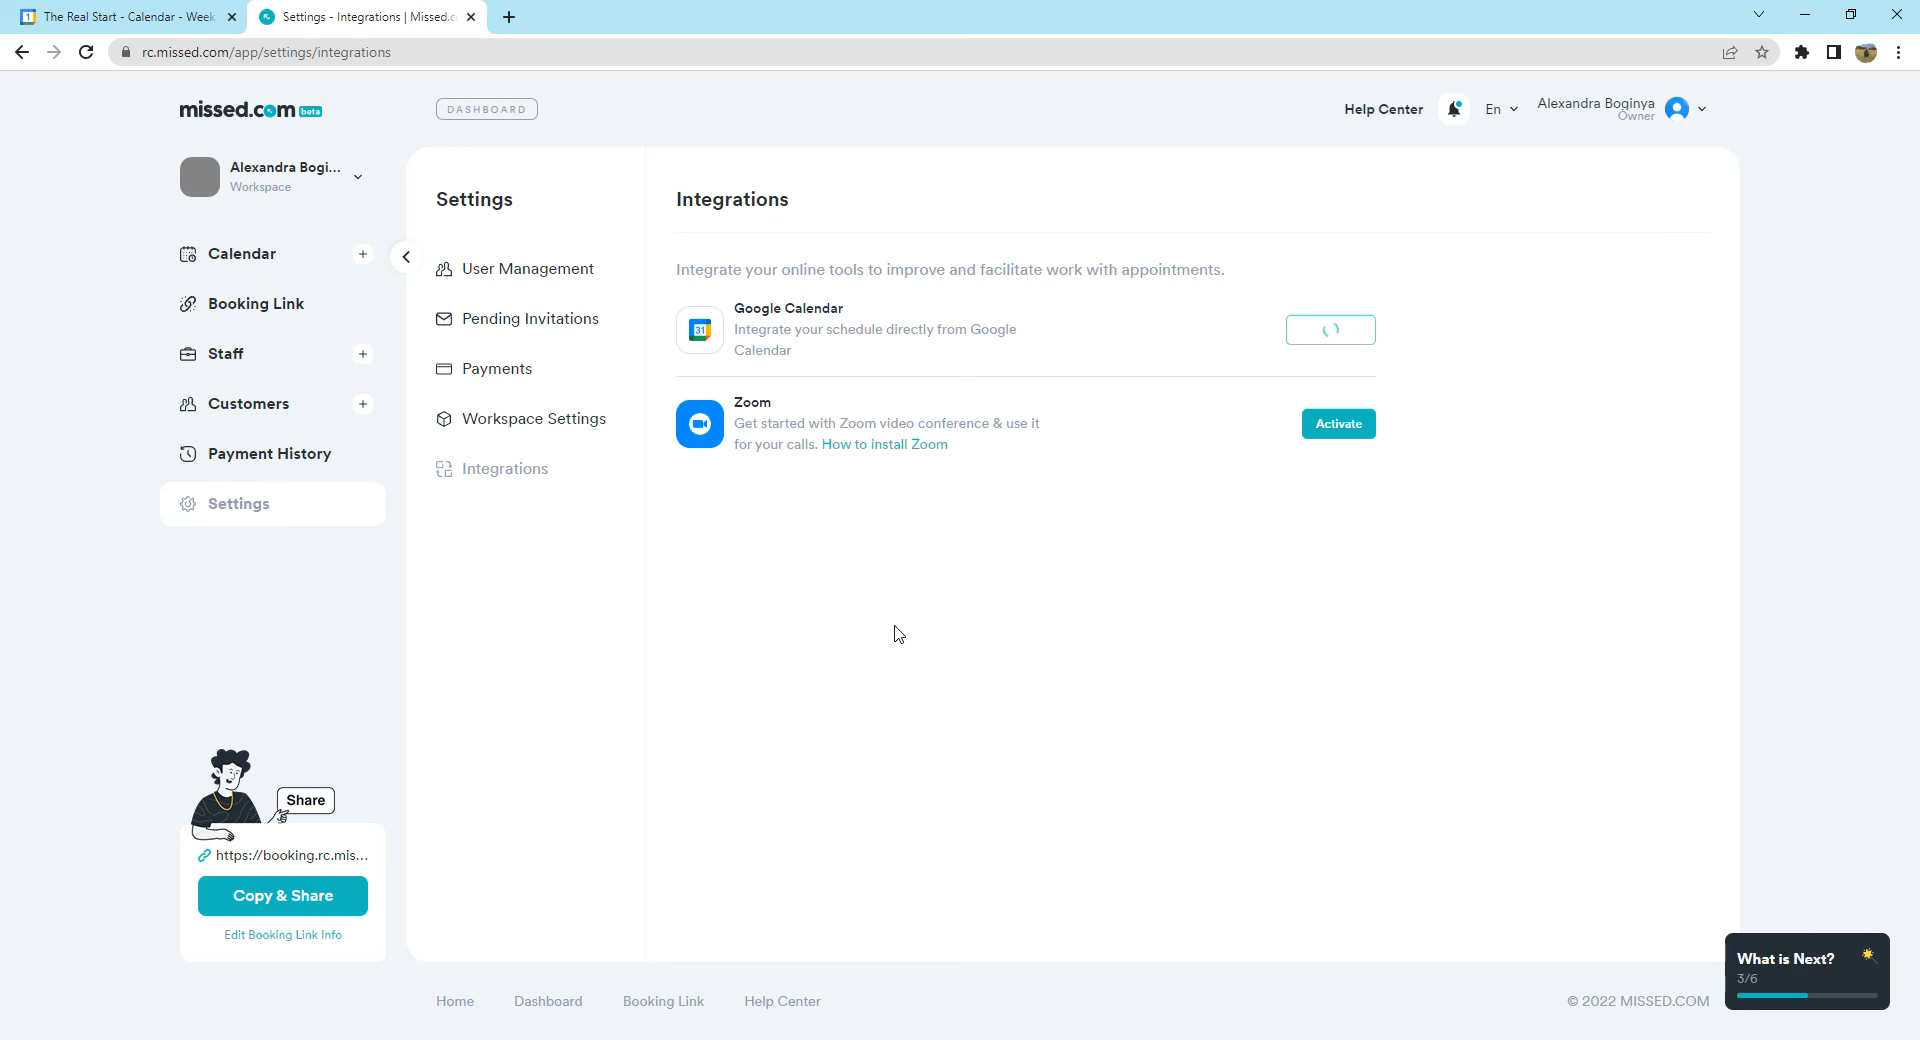 The Real Start - Calendar - Week
Settings - Integrations | Missed.c
rc.missed.com/app/settings/integrations
missed.com beta
DASHBOARD
Help Center
En
Alexandra Boginya
Owner
Alexandra Bogi...
Workspace
Calendar
Booking Link
Staff
Customers
Payment History
Settings
Settings
User Management
Pending Invitations
Payments
Workspace Settings
Integrations
Integrations
Integrate your online tools to improve and facilitate work with appointments.
31
Google Calendar
Integrate your schedule directly from Google
Calendar
Zoom
Get started with Zoom video conference & use it
for your calls. How to install Zoom
Activate
Share
https://booking.rc.mis...
Copy & Share
Edit Booking Link Info
What is Next?
3/6
Home
Dashboard
Booking Link
Help Center
© 2022 MISSED.COM